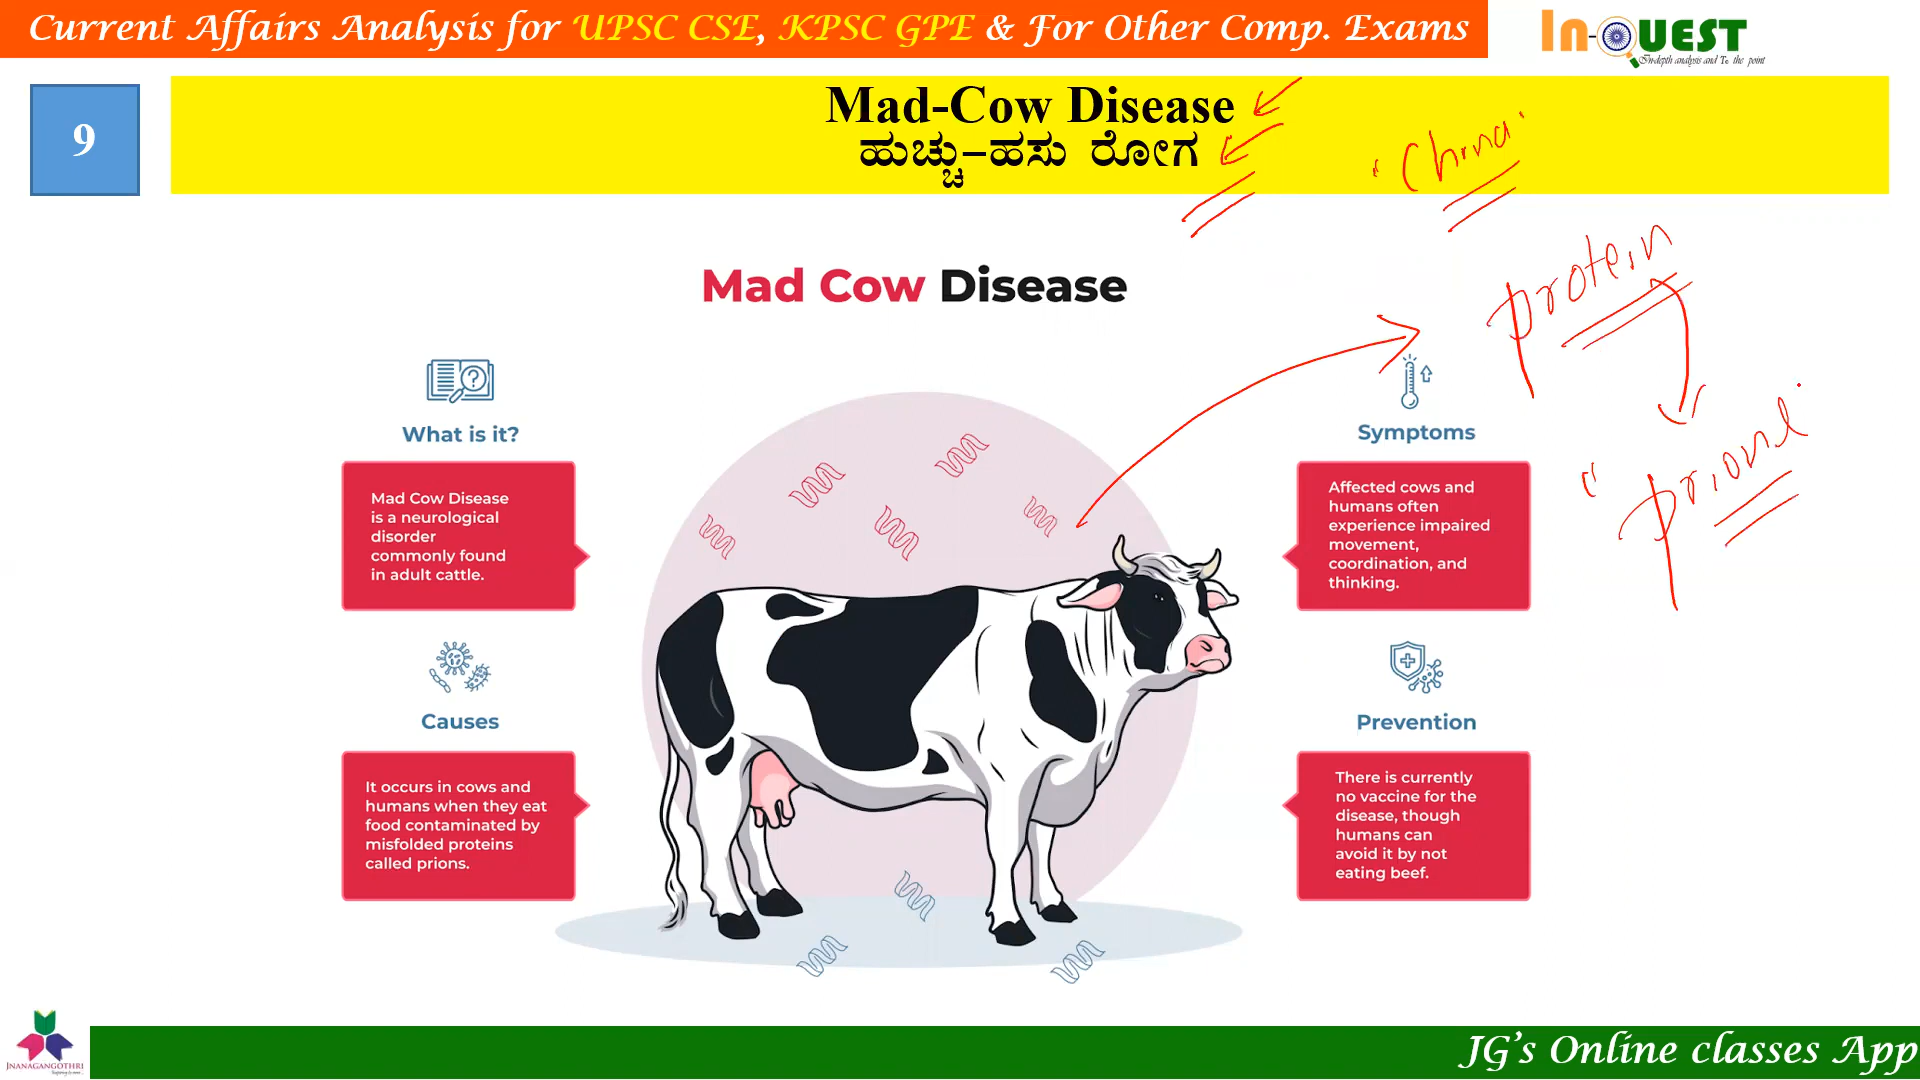 Current Affairs Analysis for UPSC CSE, KPSC GPE & For Other Comp. Exams
In-QUEST
In-depth analysis and To the point
9
Mad-Cow Disease
ಹುಚ್ಚು-ಹಸು ರೋಗ
"China"
protein
Mad Cow Disease
What is it?
Mad Cow Disease
is a neurological
disorder
commonly found
in adult cattle.
Symptoms
Affected cows and
humans often
experience impaired
movement,
coordination, and
thinking.
Causes
It occurs in cows and
humans when they eat
food contaminated by
misfolded proteins
called prions.
Prevention
There is currently
no vaccine for the
disease, though
humans can
avoid it by not
eating beef.
JNANAGANGOTHRI
JG's Online classes App